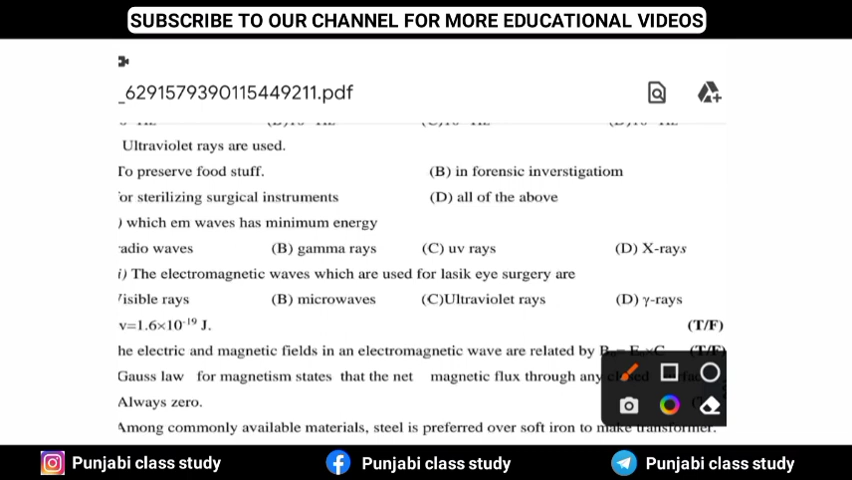 SUBSCRIBE TO OUR CHANNEL FOR MORE EDUCATIONAL VIDEOS
_6291579390115449211.pdf
Ultraviolet rays are used.
To preserve food stuff. (B) in forensic inverstigatiom
or sterilizing surgical instruments (D) all of the above
) which em waves has minimum energy
adio waves (B) gamma rays (C) uv rays (D) X-rays
i) The electromagnetic waves which are used for lasik eye surgery are
isible rays (B) microwaves (C)Ultraviolet rays (D) γ-rays
v=1.6×10⁻¹⁹ J. (T/F)
he electric and magnetic fields in an electromagnetic wave are related by B₀= E₀×C (T/F)
Gauss law for magnetism states that the net magnetic flux through any closed
Always zero.
Among commonly available materials, steel is preferred over soft iron to make transformer.
Punjabi class study Punjabi class study Punjabi class study